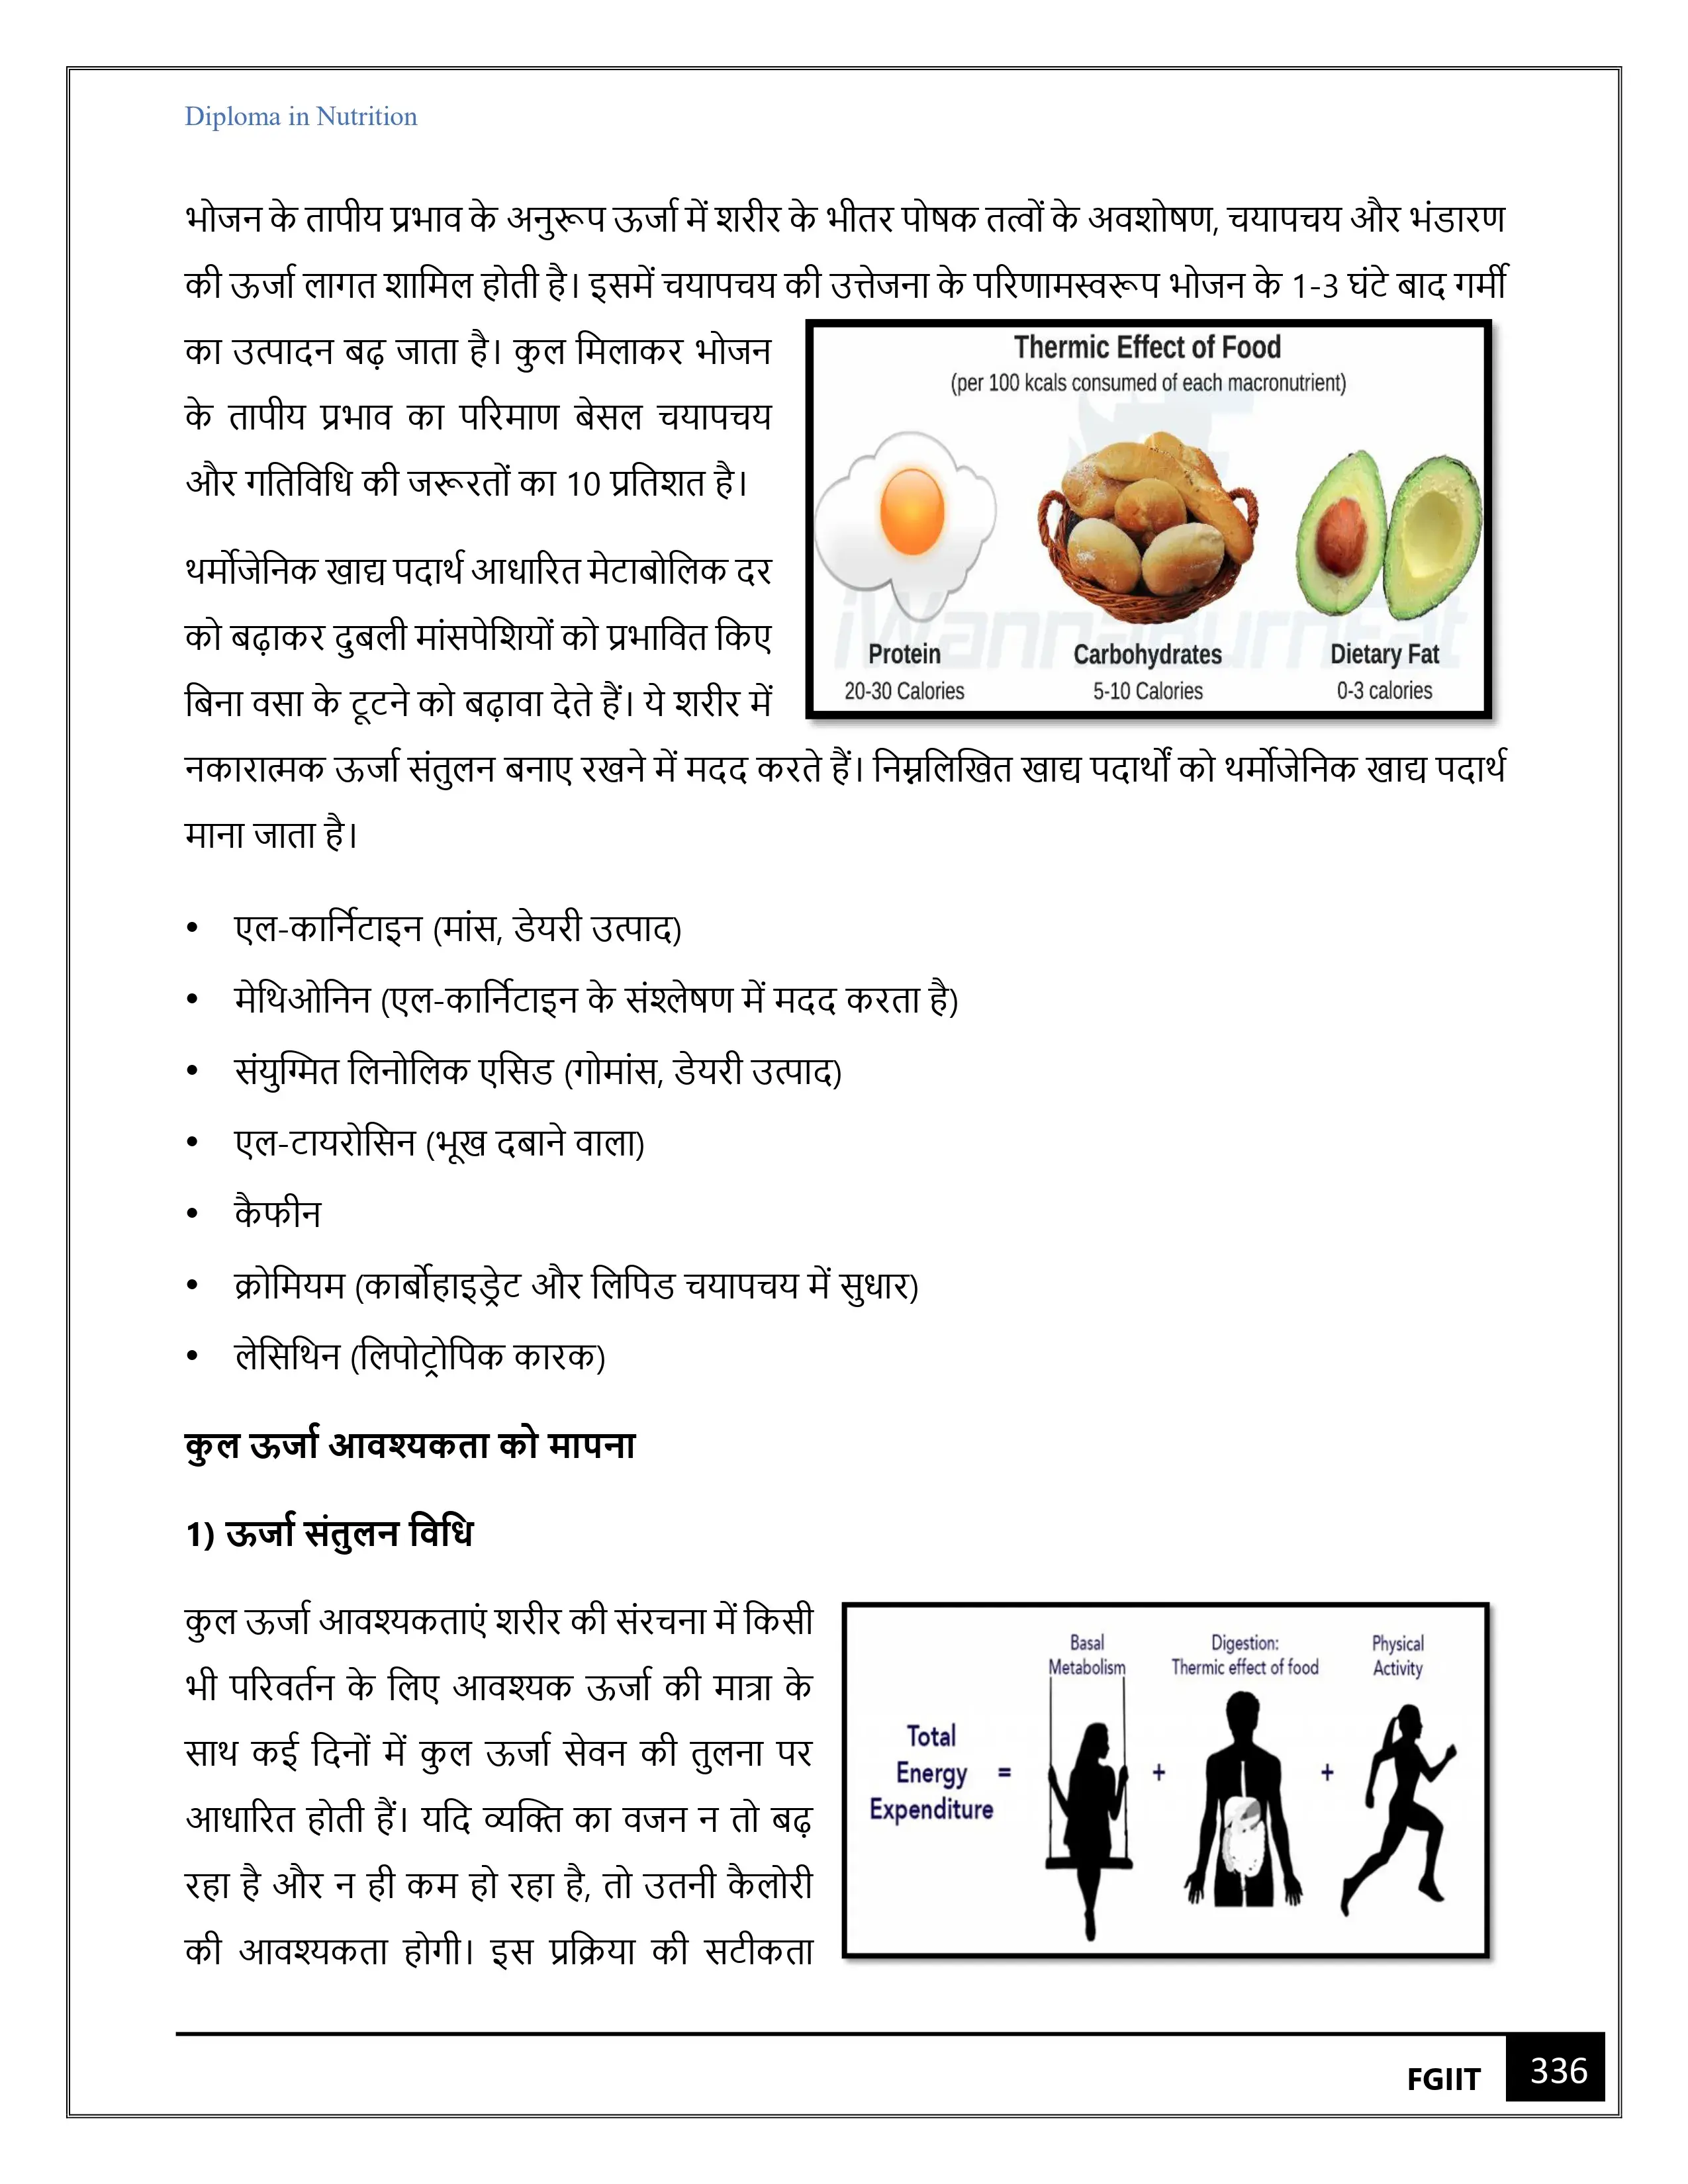 Diploma in Nutrition
भोजन के तापीय प्रभाव के अनुरूप ऊर्जा में शरीर के भीतर पोषक तत्वों के अवशोषण, चयापचय और भंडारण
की ऊर्जा लागत शामिल होती है। इसमें चयापचय की उत्तेजना के परिणामस्वरूप भोजन के 1-3 घंटे बाद गर्मी
का उत्पादन बढ़ जाता है। कुल मिलाकर भोजन
के तापीय प्रभाव का परिमाण बेसल चयापचय
और गतिविधि की जरूरतों का 10 प्रतिशत है।
Thermic Effect of Food
(per 100 kcals consumed of each macronutrient)
iWannaBurnFat
Protein
20-30 Calories
Carbohydrates
5-10 Calories
Dietary Fat
0-3 calories
थर्मोजेनिक खाद्य पदार्थ आधारित मेटाबोलिक दर
को बढ़ाकर दुबली मांसपेशियों को प्रभावित किए
बिना वसा के टूटने को बढ़ावा देते हैं। ये शरीर में
नकारात्मक ऊर्जा संतुलन बनाए रखने में मदद करते हैं। निम्नलिखित खाद्य पदार्थों को थर्मोजेनिक खाद्य पदार्थ
माना जाता है।
• एल-कार्निटाइन (मांस, डेयरी उत्पाद)
• मेथिओनिन (एल-कार्निटाइन के संश्लेषण में मदद करता है)
• संयुग्मित लिनोलिक एसिड (गोमांस, डेयरी उत्पाद)
• एल-टायरोसिन (भूख दबाने वाला)
• कैफीन
• क्रोमियम (कार्बोहाइड्रेट और लिपिड चयापचय में सुधार)
• लेसिथिन (लिपोट्रोपिक कारक)
कुल ऊर्जा आवश्यकता को मापना
1) ऊर्जा संतुलन विधि
कुल ऊर्जा आवश्यकताएं शरीर की संरचना में किसी
भी परिवर्तन के लिए आवश्यक ऊर्जा की मात्रा के
साथ कई दिनों में कुल ऊर्जा सेवन की तुलना पर
आधारित होती हैं। यदि व्यक्ति का वजन न तो बढ़
रहा है और न ही कम हो रहा है, तो उतनी कैलोरी
की आवश्यकता होगी। इस प्रक्रिया की सटीकता
Total
Energy
Expenditure
=
Basal
Metabolism
+
Digestion:
Thermic effect of food
+
Physical
Activity
FGIIT 336